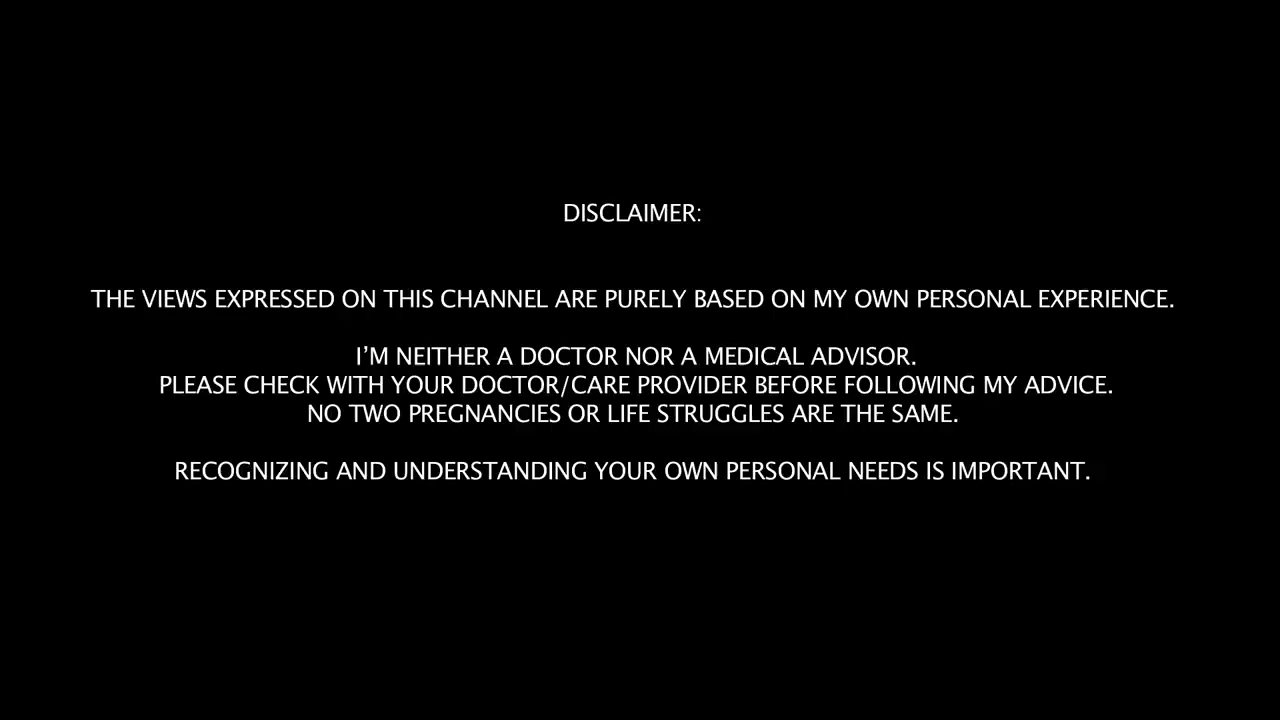 DISCLAIMER:
THE VIEWS EXPRESSED ON THIS CHANNEL ARE PURELY BASED ON MY OWN PERSONAL EXPERIENCE.
I’M NEITHER A DOCTOR NOR A MEDICAL ADVISOR.
PLEASE CHECK WITH YOUR DOCTOR/CARE PROVIDER BEFORE FOLLOWING MY ADVICE.
NO TWO PREGNANCIES OR LIFE STRUGGLES ARE THE SAME.
RECOGNIZING AND UNDERSTANDING YOUR OWN PERSONAL NEEDS IS IMPORTANT.